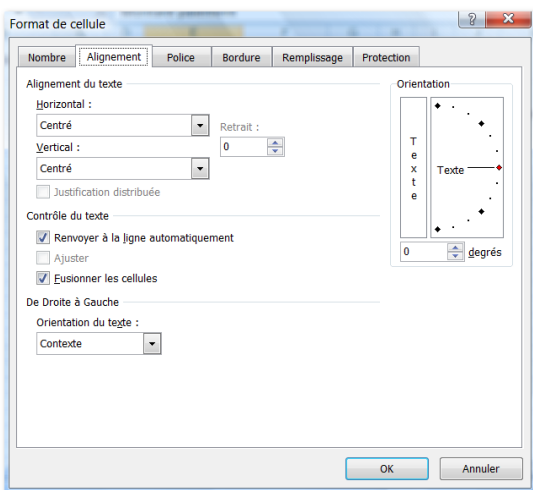 Format de cellule
Nombre Alignement Police Bordure Remplissage Protection
Alignement du texte
Horizontal :
Centré
Retrait :
Vertical :
0
Centré
Justification distribuée
Contrôle du texte
Renvoyer à la ligne automatiquement
Ajuster
Fusionner les cellules
De Droite à Gauche
Orientation du texte :
Contexte
Orientation
Texte
Texte
0 degrés
OK Annuler